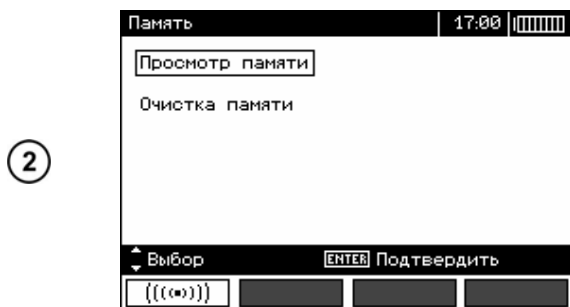 Память 17:00
Просмотр памяти
Очистка памяти
2
Выбор ENTER Подтвердить